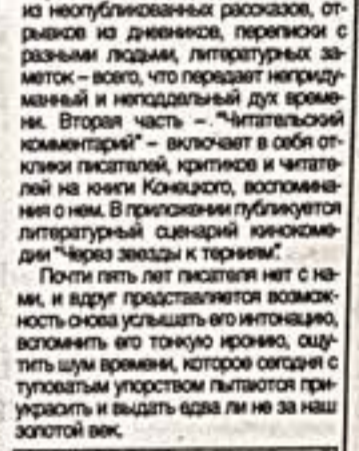 из неопубликованных рассказов, от-
рывков из дневников, переписки с
разными людьми, литературных за-
меток – всего, что передает неприду-
манный и неподдельный дух време-
ни. Вторая часть –. "Читательский
комментарий" – включает в себя от-
клики писателей, критиков и читате-
лей на книги Конецкого, воспомина-
ния о нем. В приложении публикуется
литературный сценарий кинокоме-
дии "Через звезды к терниям".
Почти пять лет писателя нет с на-
ми, и вдруг представляется возмож-
ность снова услышать его интонацию,
вспомнить его тонкую иронию, ощу-
тить шум времени, которое сегодня с
туповатым упорством пытаются при-
украсить и выдать едва ли не за наш
золотой век.